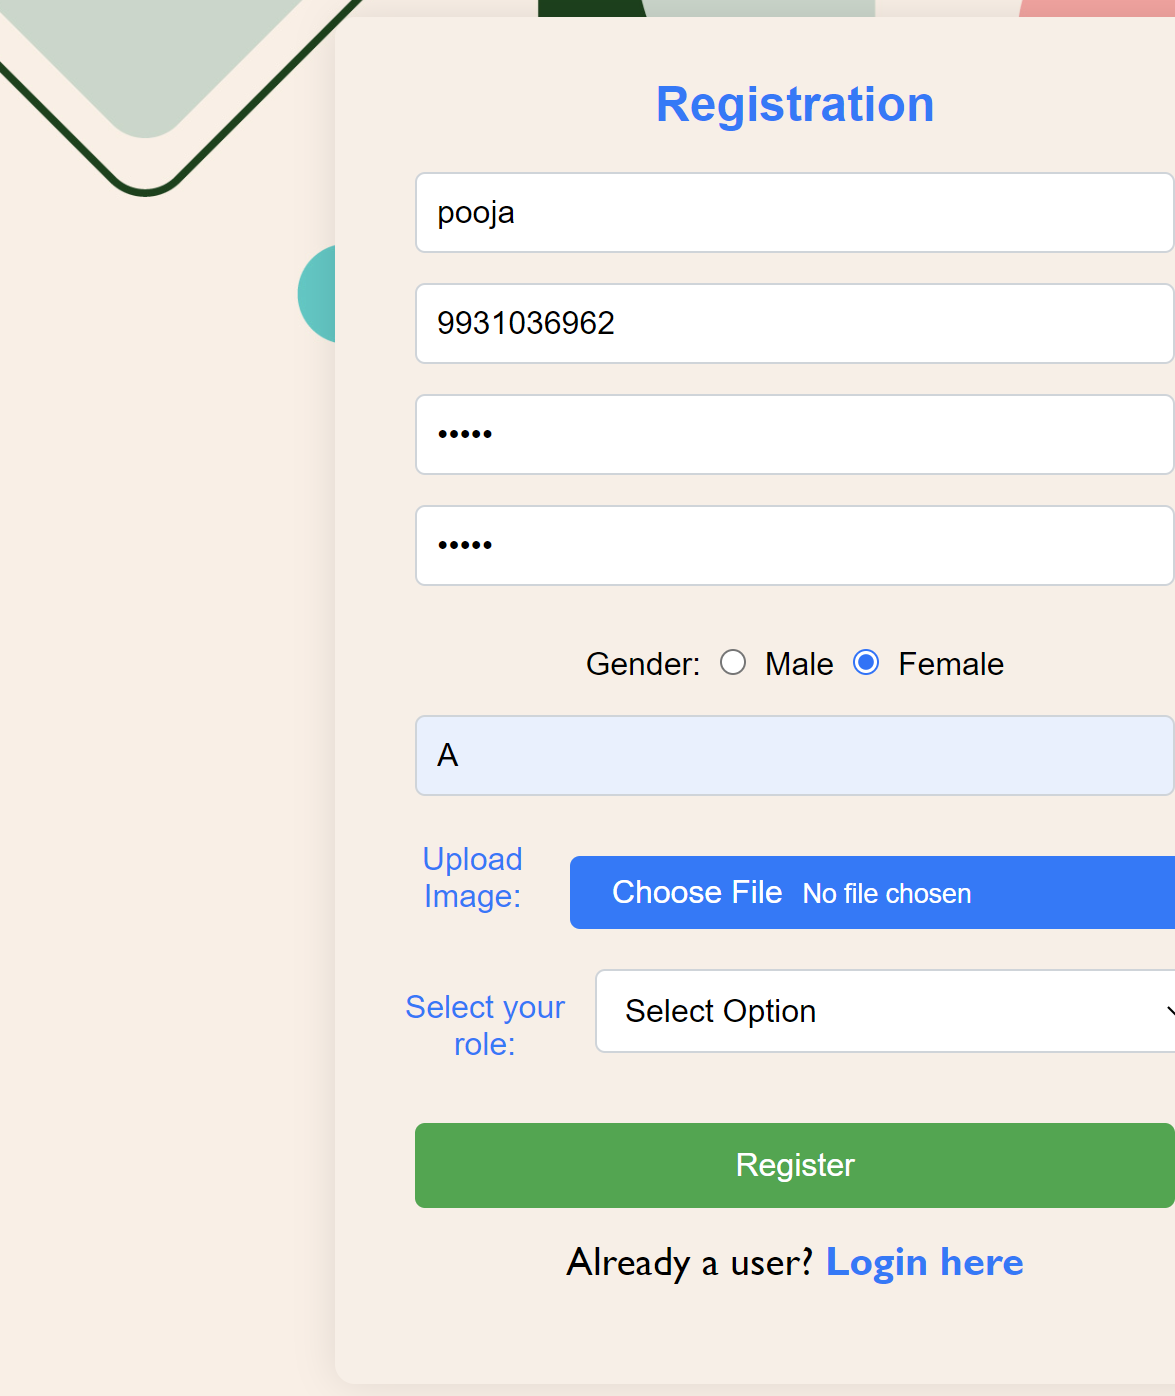 Registration
pooja
9931036962
•••••
•••••
Gender: Male Female
A
Upload
Image:
Choose File No file chosen
Select your
role:
Select Option
Register
Already a user? Login here